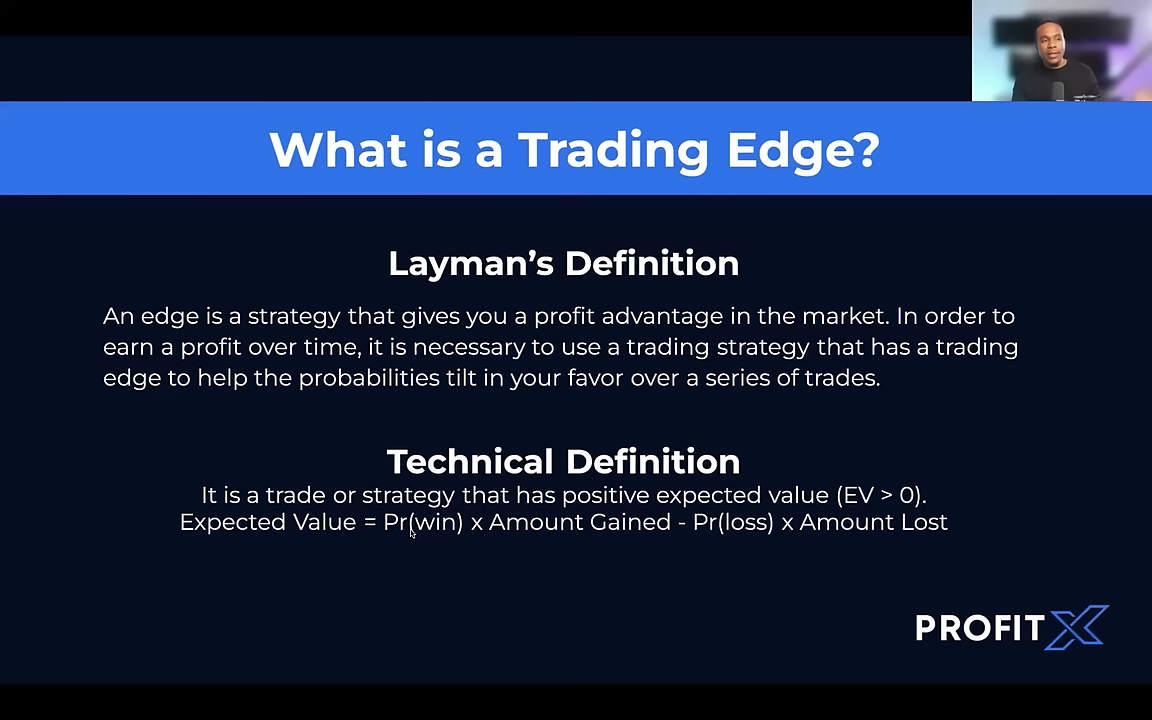 What is a Trading Edge?
Layman’s Definition
An edge is a strategy that gives you a profit advantage in the market. In order to
earn a profit over time, it is necessary to use a trading strategy that has a trading
edge to help the probabilities tilt in your favor over a series of trades.
Technical Definition
It is a trade or strategy that has positive expected value (EV > 0).
Expected Value = Pr(win) x Amount Gained - Pr(loss) x Amount Lost
PROFITX